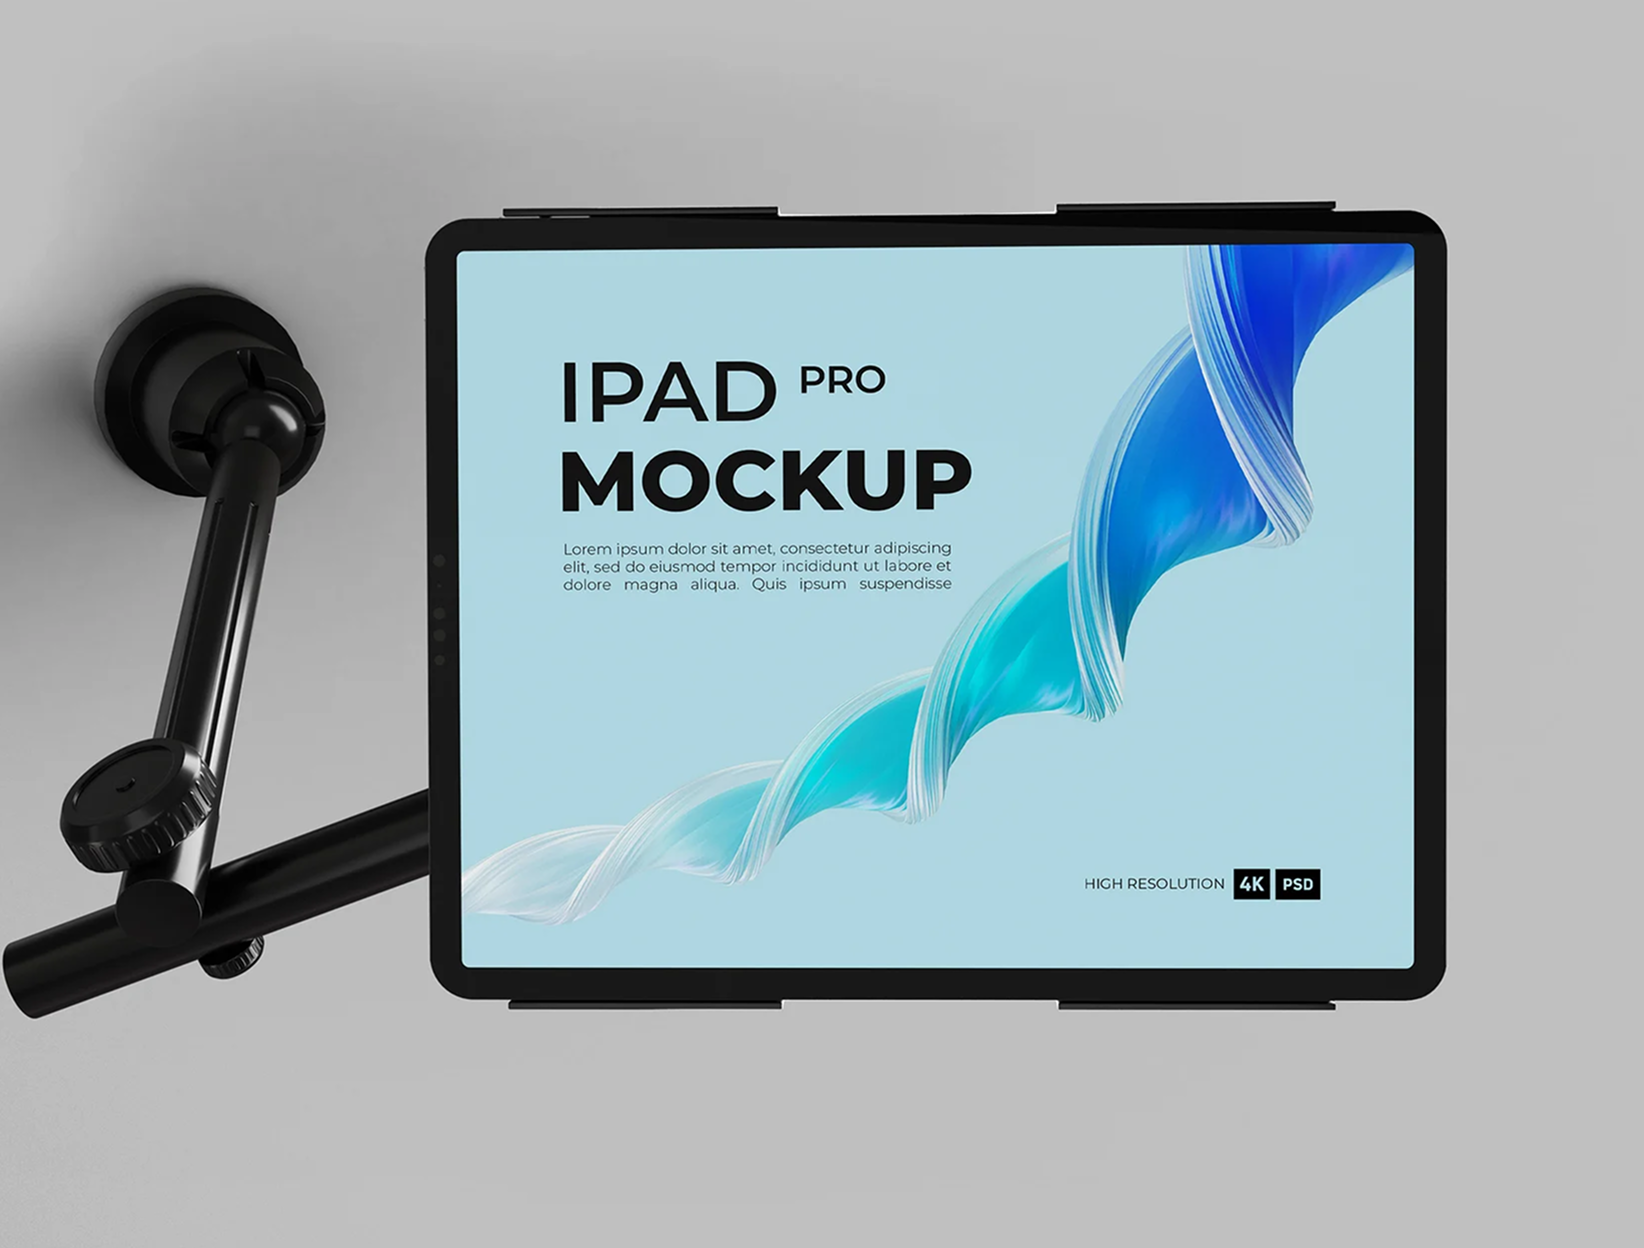 IPAD PRO
MOCKUP
Lorem ipsum dolor sit amet, consectetur adipiscing
elit, sed do eiusmod tempor incididunt ut labore et
dolore magna aliqua. Quis ipsum suspendisse
HIGH RESOLUTION 4K PSD